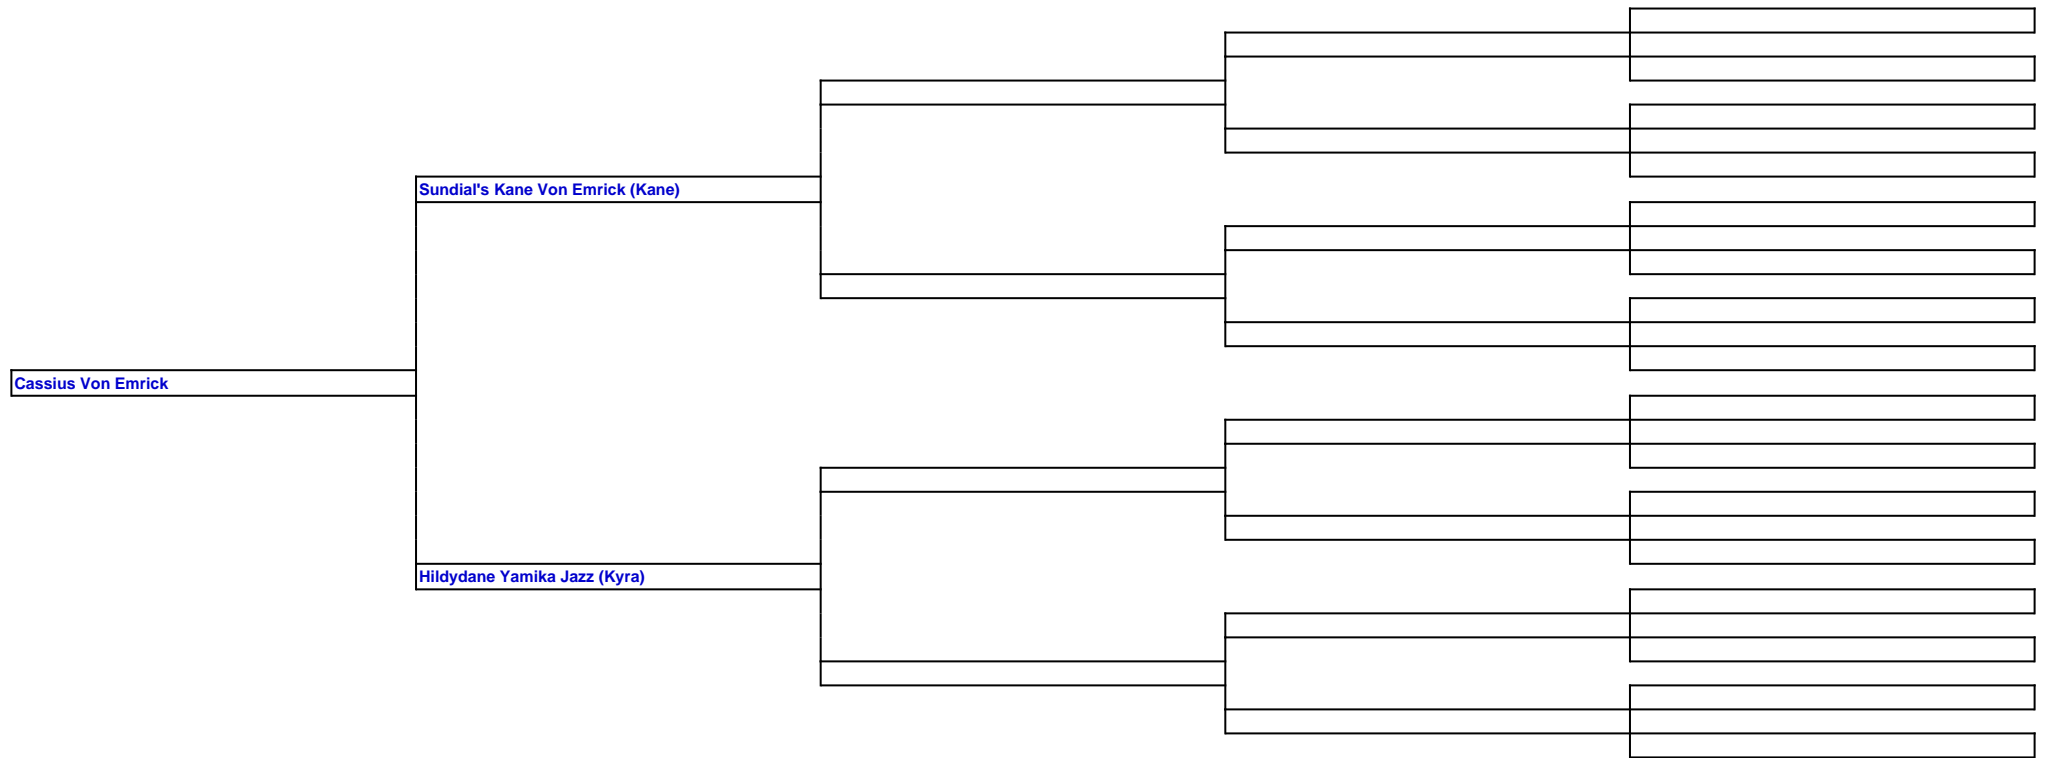 Sundial's Kane Von Emrick (Kane)
Cassius Von Emrick
Hildydane Yamika Jazz (Kyra)